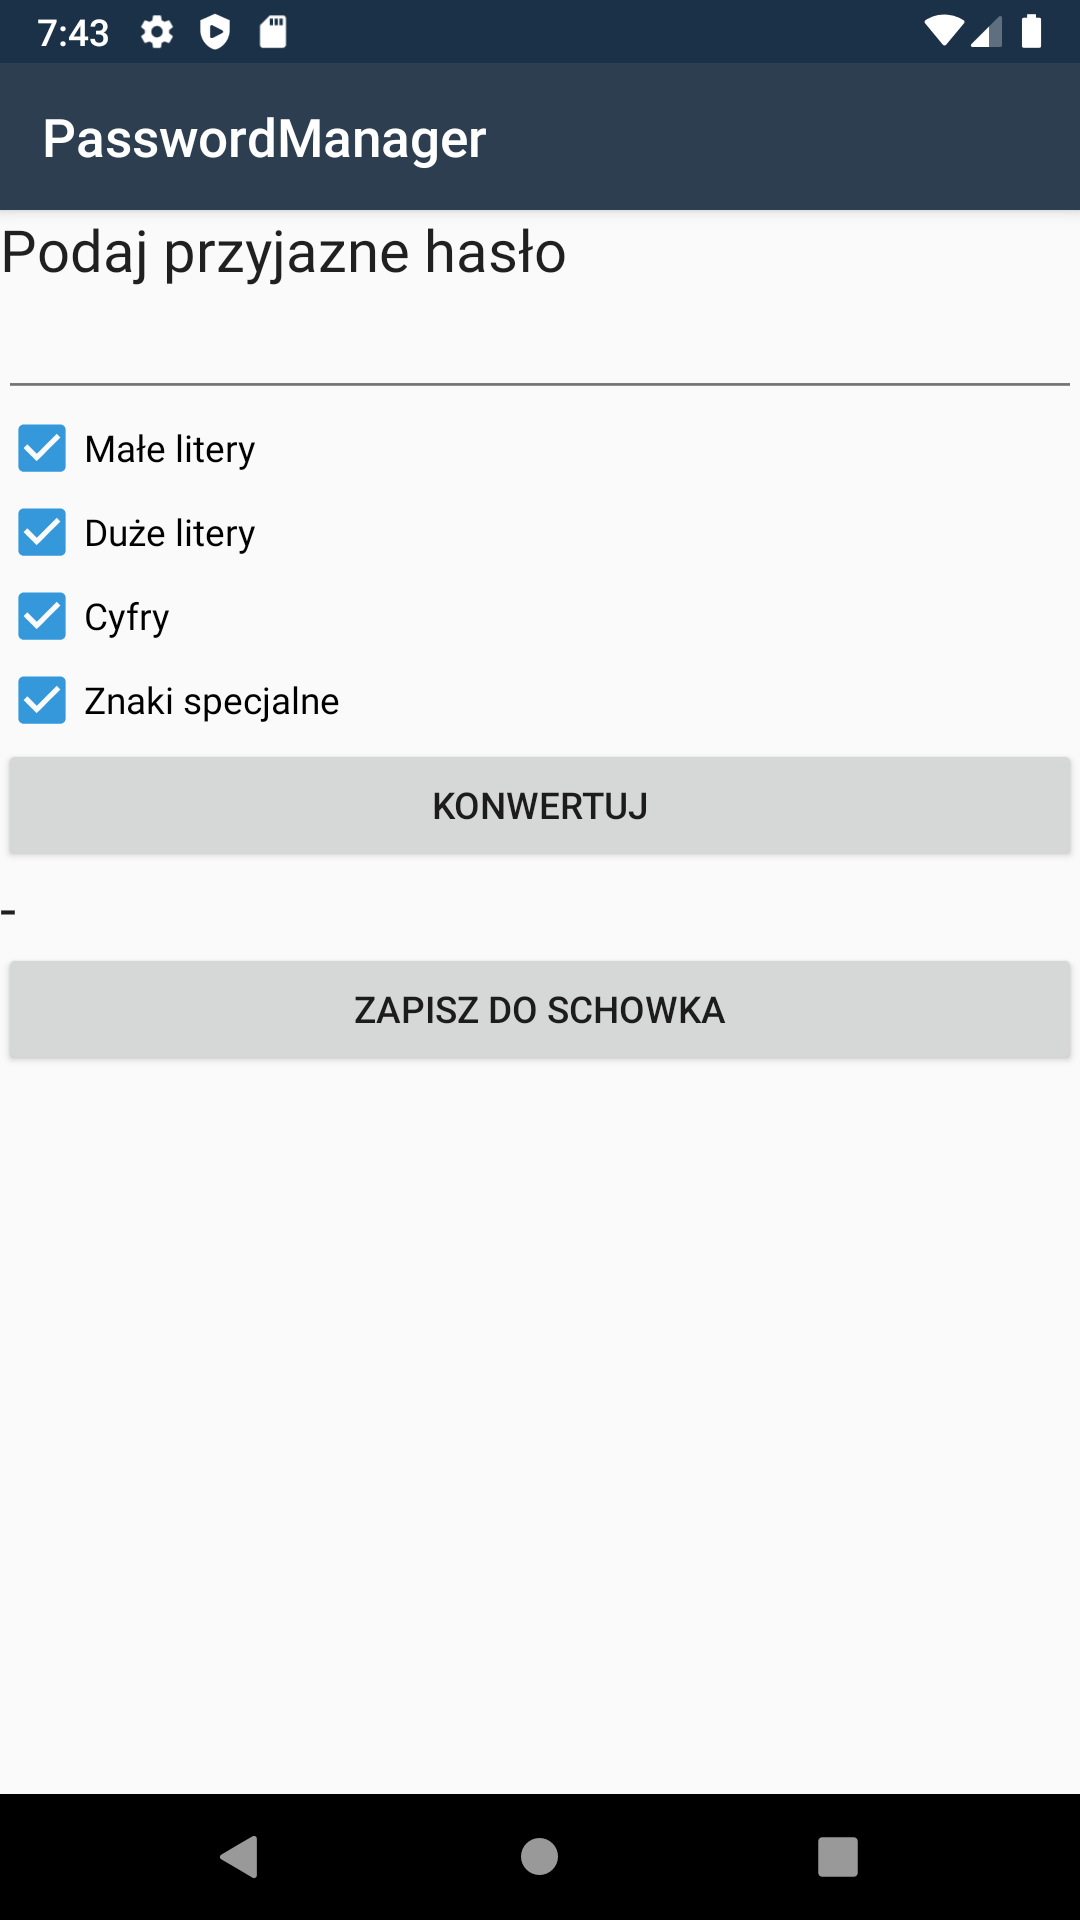 7:43
PasswordManager
Podaj przyjazne hasło
Małe litery
Duże litery
Cyfry
Znaki specjalne
KONWERTUJ
-
ZAPISZ DO SCHOWKA